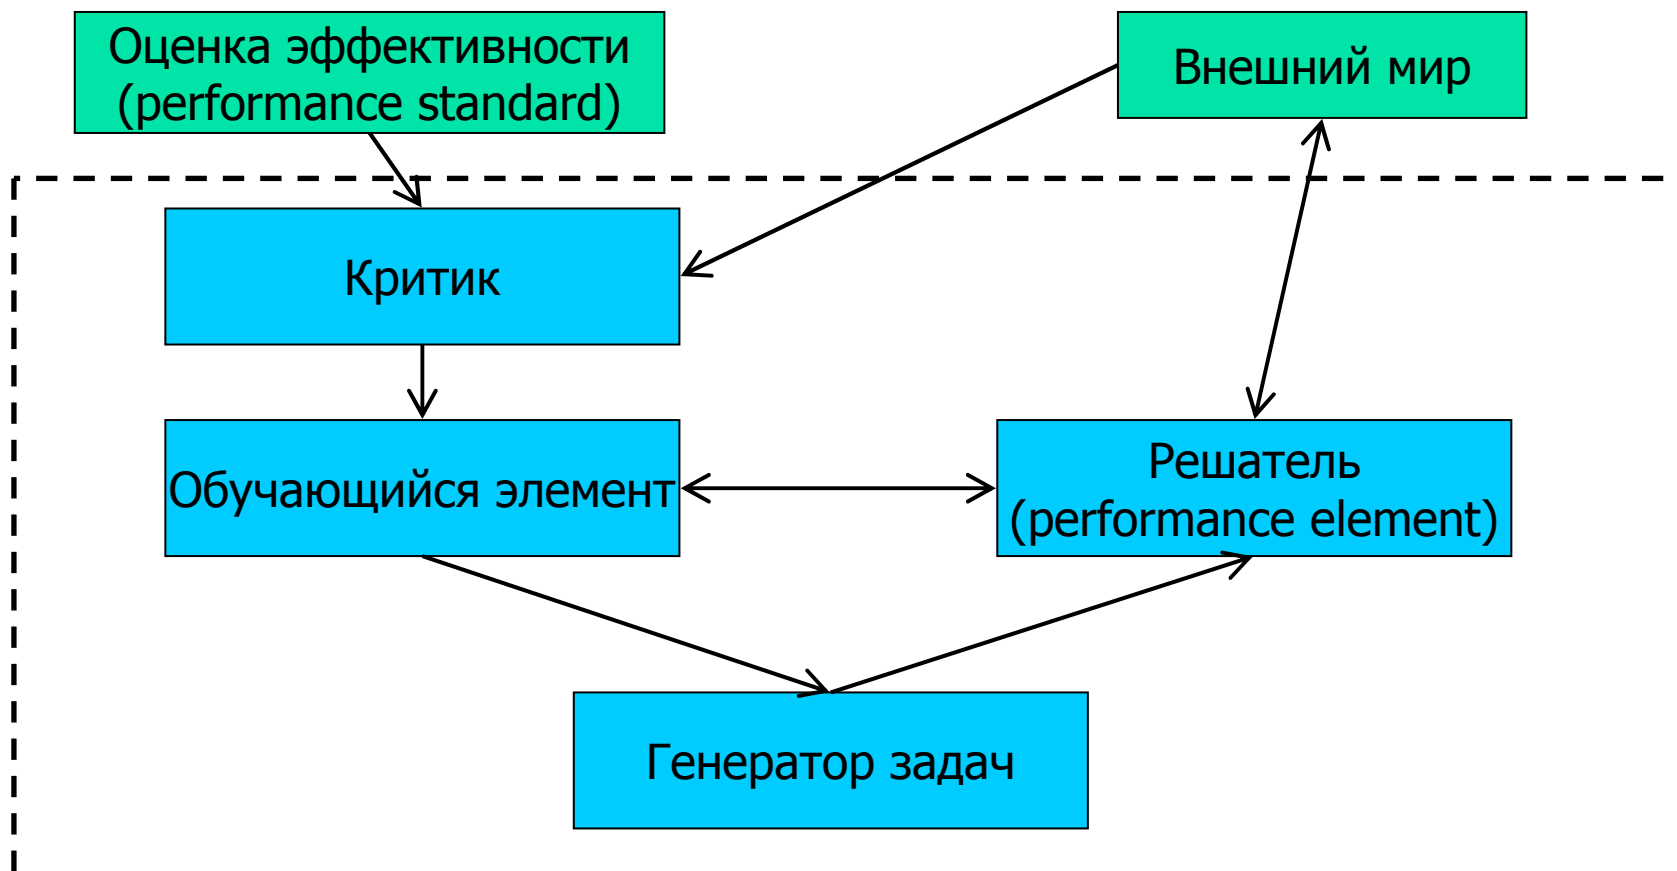 Оценка эффективности
(performance standard)
Внешний мир
Критик
Обучающийся элемент
Решатель
(performance element)
Генератор задач